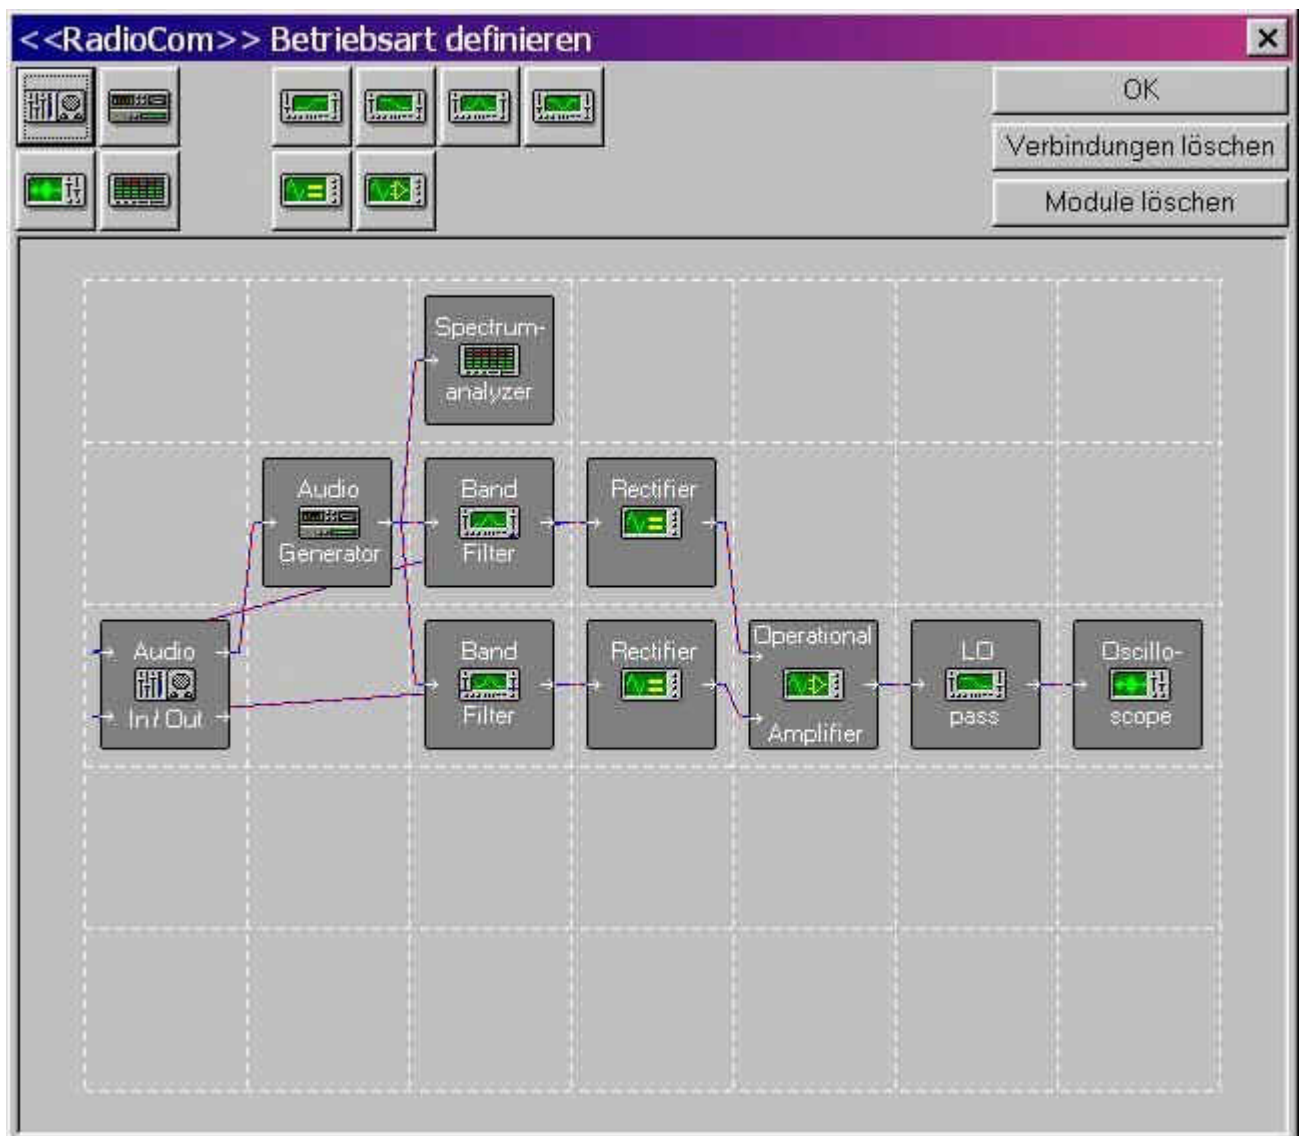 <<RadioCom>> Betriebsart definieren
OK
Verbindungen löschen
Module löschen
Spectrum-
analyzer
Audio
Generator
Band
Filter
Rectifier
Audio
In / Out
Band
Filter
Rectifier
Operational
Amplifier
LO
pass
Oscillo-
scope